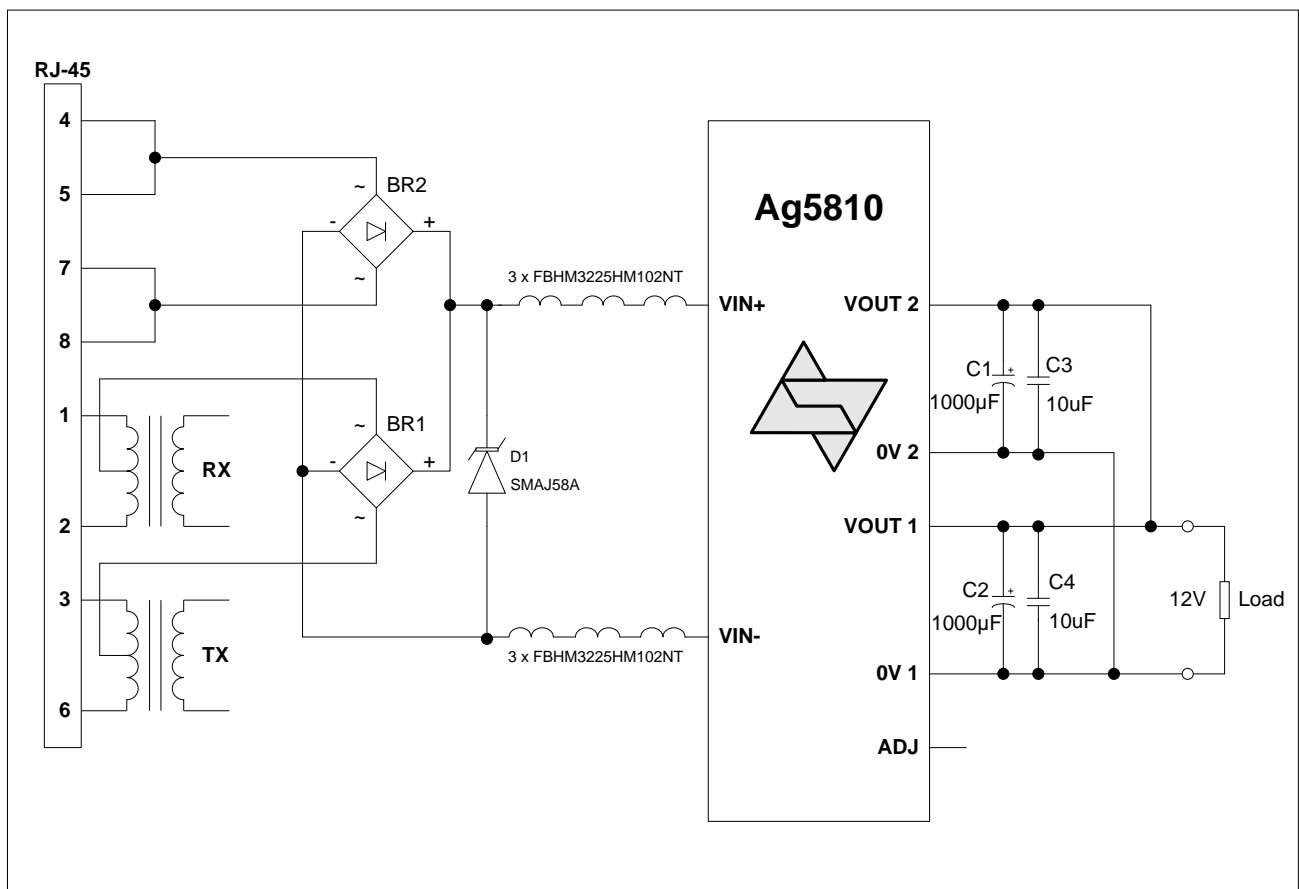 RJ-45
4
5
7
8
1
2
3
6
RX
TX
~
BR2
-
+
~
~
BR1
-
+
~
D1
SMAJ58A
3 x FBHM3225HM102NT
3 x FBHM3225HM102NT
Ag5810
VIN+
VIN-
VOUT 2
0V 2
VOUT 1
0V 1
ADJ
C1
+
1000µF
C3
10uF
C2
+
1000µF
C4
10uF
12V
Load